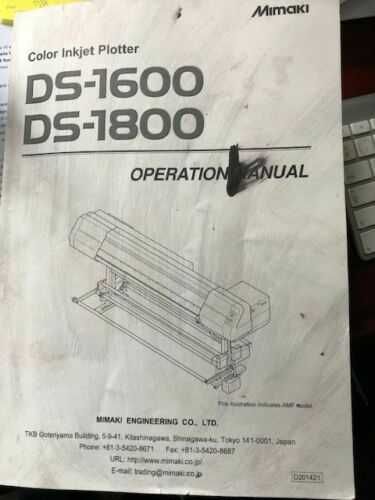 Mimaki
Color Inkjet Plotter
DS-1600
DS-1800
OPERATION MANUAL
This illustration indicates AMF model.
MIMAKI ENGINEERING CO., LTD.
TKB Gotenyama Building, 5-9-41, Kitashinagawa, Shinagawa-ku, Tokyo 141-0001, Japan
Phone: +81-3-5420-8671 Fax: +81-3-5420-8687
URL: http://www.mimaki.co.jp/
E-mail: trading@mimaki.co.jp
D201421